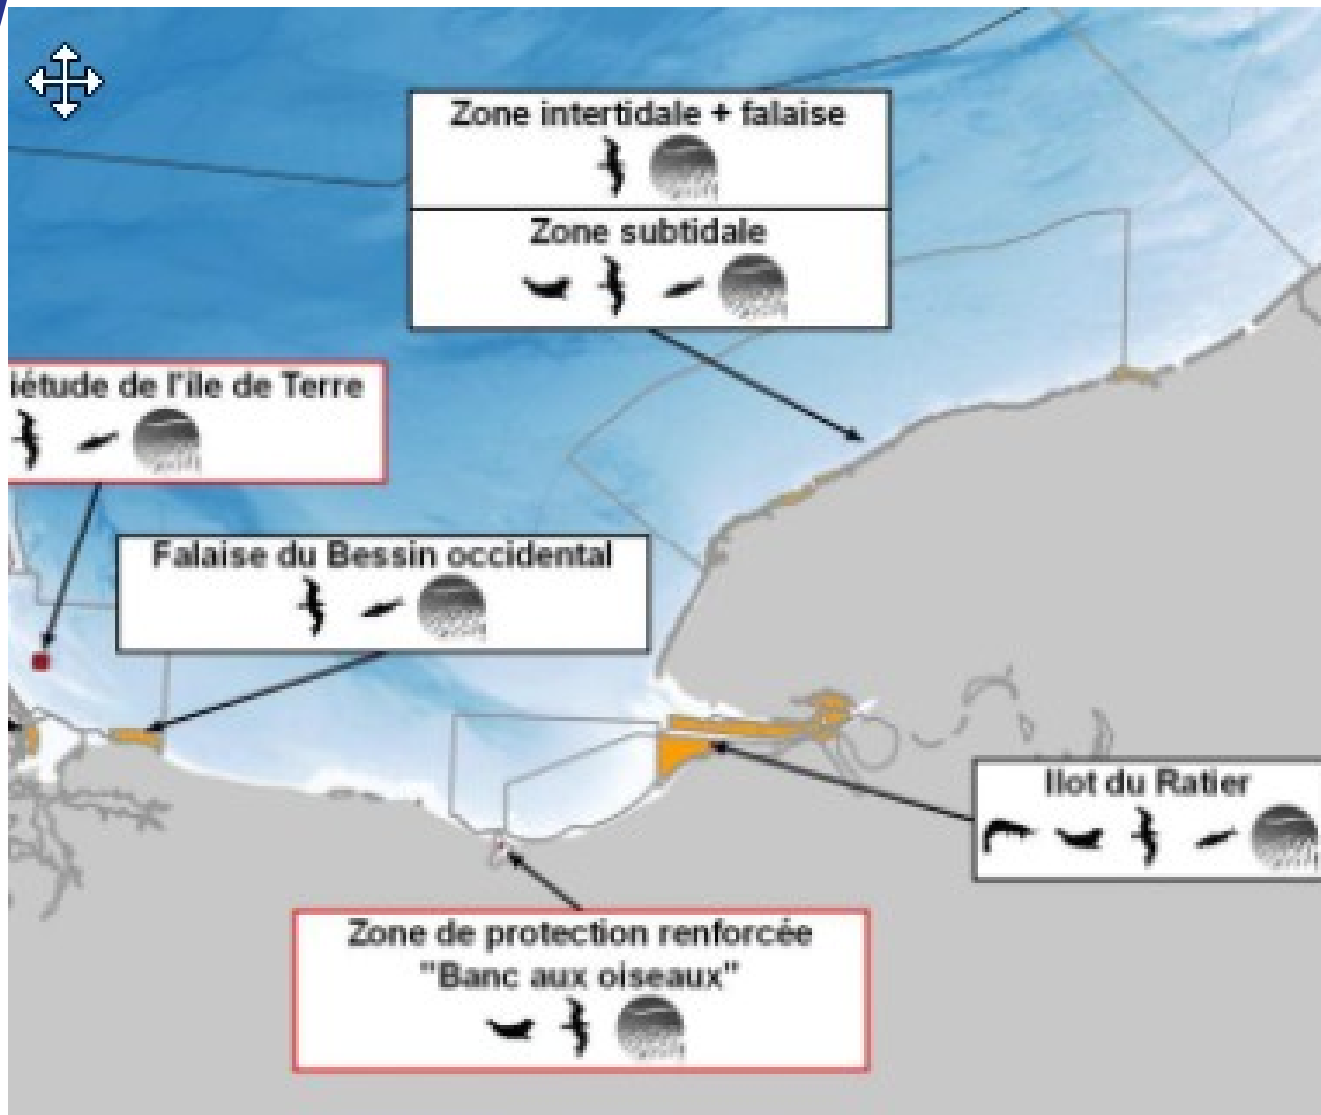 Zone intertidale + falaise
Zone subtidale
iétude de l'île de Terre
Falaise du Bessin occidental
Ilot du Ratier
Zone de protection renforcée
"Banc aux oiseaux"